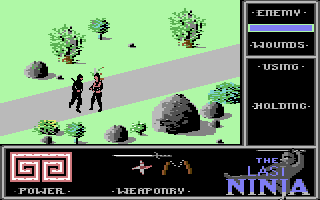 ENEMY
WOUNDS
USING
HOLDING
POWER
WEAPONRY
THE
LAST
NINJA